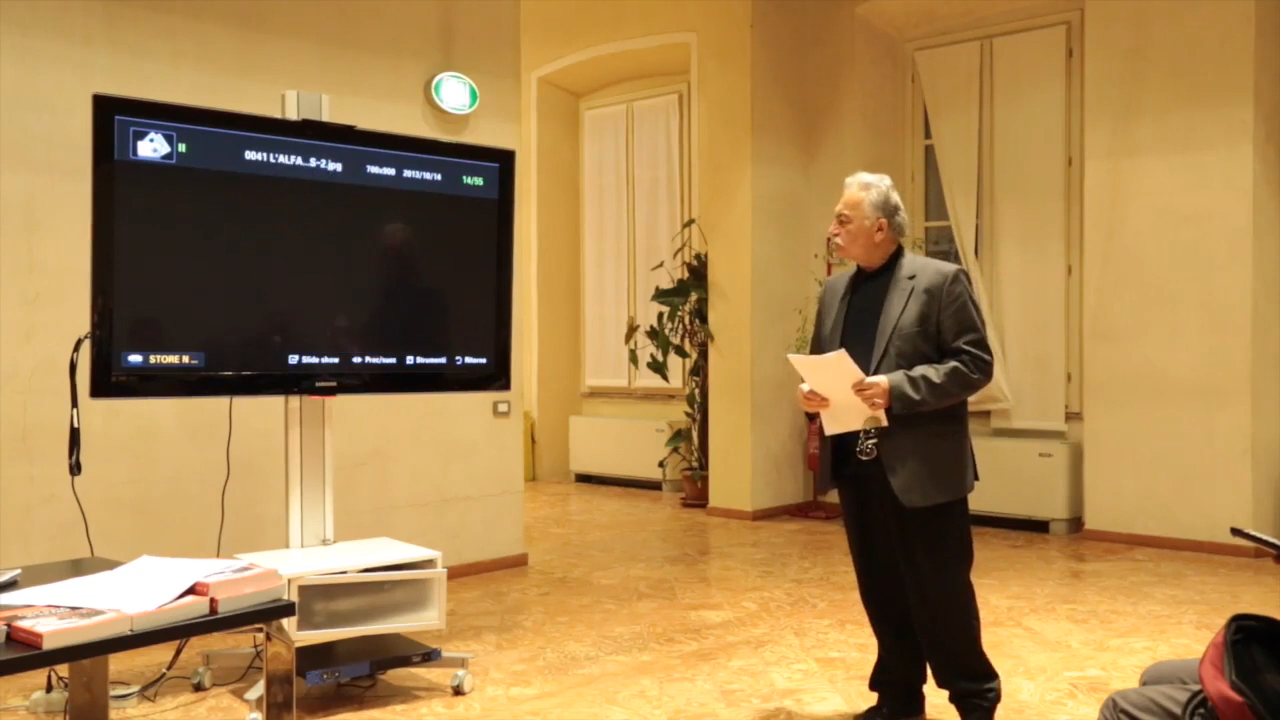 0041 L'ALFA...S-2.jpg 700x900 2013/10/14 14/55
STORE N ... Slide show Prec/succ Strumenti Ritorno
SAMSUNG